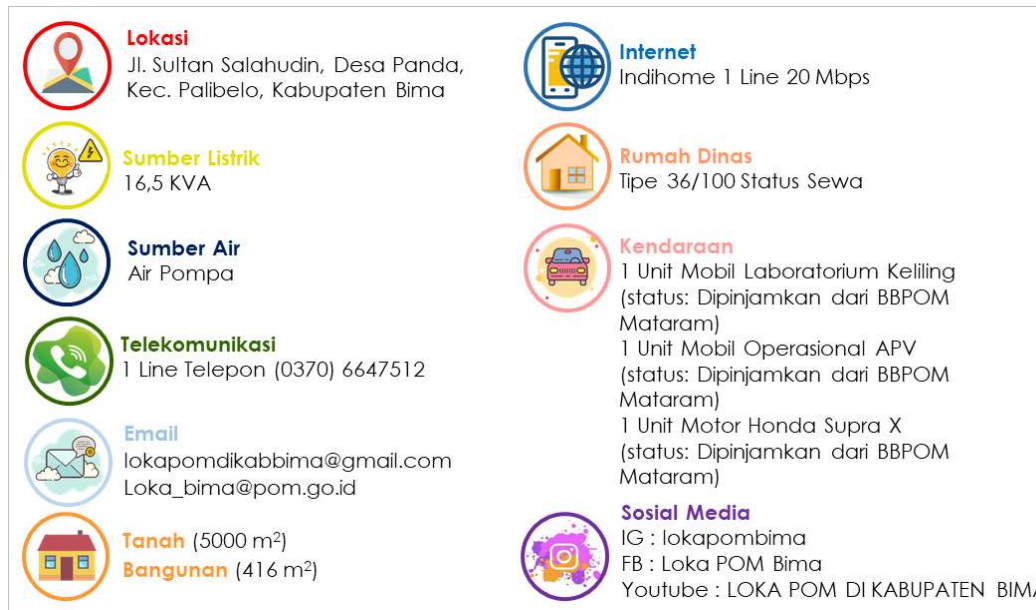 Lokasi
Jl. Sultan Salahudin, Desa Panda,
Kec. Palibelo, Kabupaten Bima
Sumber Listrik
16,5 KVA
Sumber Air
Air Pompa
Telekomunikasi
1 Line Telepon (0370) 6647512
Email
lokapomdikabbima@gmail.com
Loka_bima@pom.go.id
Tanah (5000 m²)
Bangunan (416 m²)
Internet
Indihome 1 Line 20 Mbps
Rumah Dinas
Tipe 36/100 Status Sewa
Kendaraan
1 Unit Mobil Laboratorium Keliling
(status: Dipinjamkan dari BBPOM
Mataram)
1 Unit Mobil Operasional APV
(status: Dipinjamkan dari BBPOM
Mataram)
1 Unit Motor Honda Supra X
(status: Dipinjamkan dari BBPOM
Mataram)
Sosial Media
IG : lokapombima
FB : Loka POM Bima
Youtube : LOKA POM DI KABUPATEN BIMA